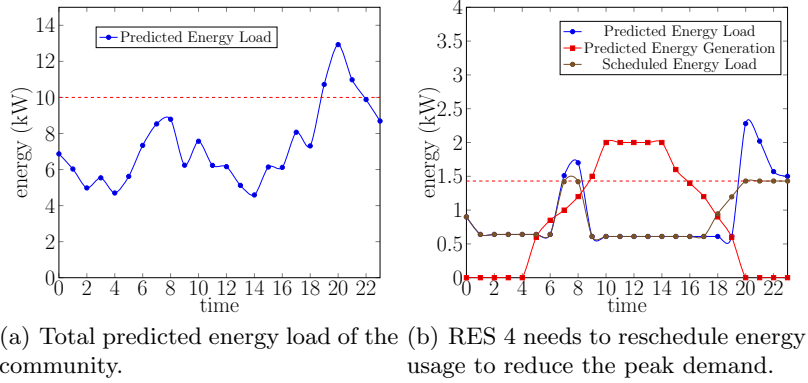 14
12
10
8
6
4
2
0
energy (kW)
Predicted Energy Load
0 2 4 6 8 10 12 14 16 18 20 22
time
(a) Total predicted energy load of the
community.
4
3.5
3
2.5
2
1.5
1
0.5
0
energy (kW)
Predicted Energy Load
Predicted Energy Generation
Scheduled Energy Load
0 2 4 6 8 10 12 14 16 18 20 22
time
(b) RES 4 needs to reschedule energy
usage to reduce the peak demand.